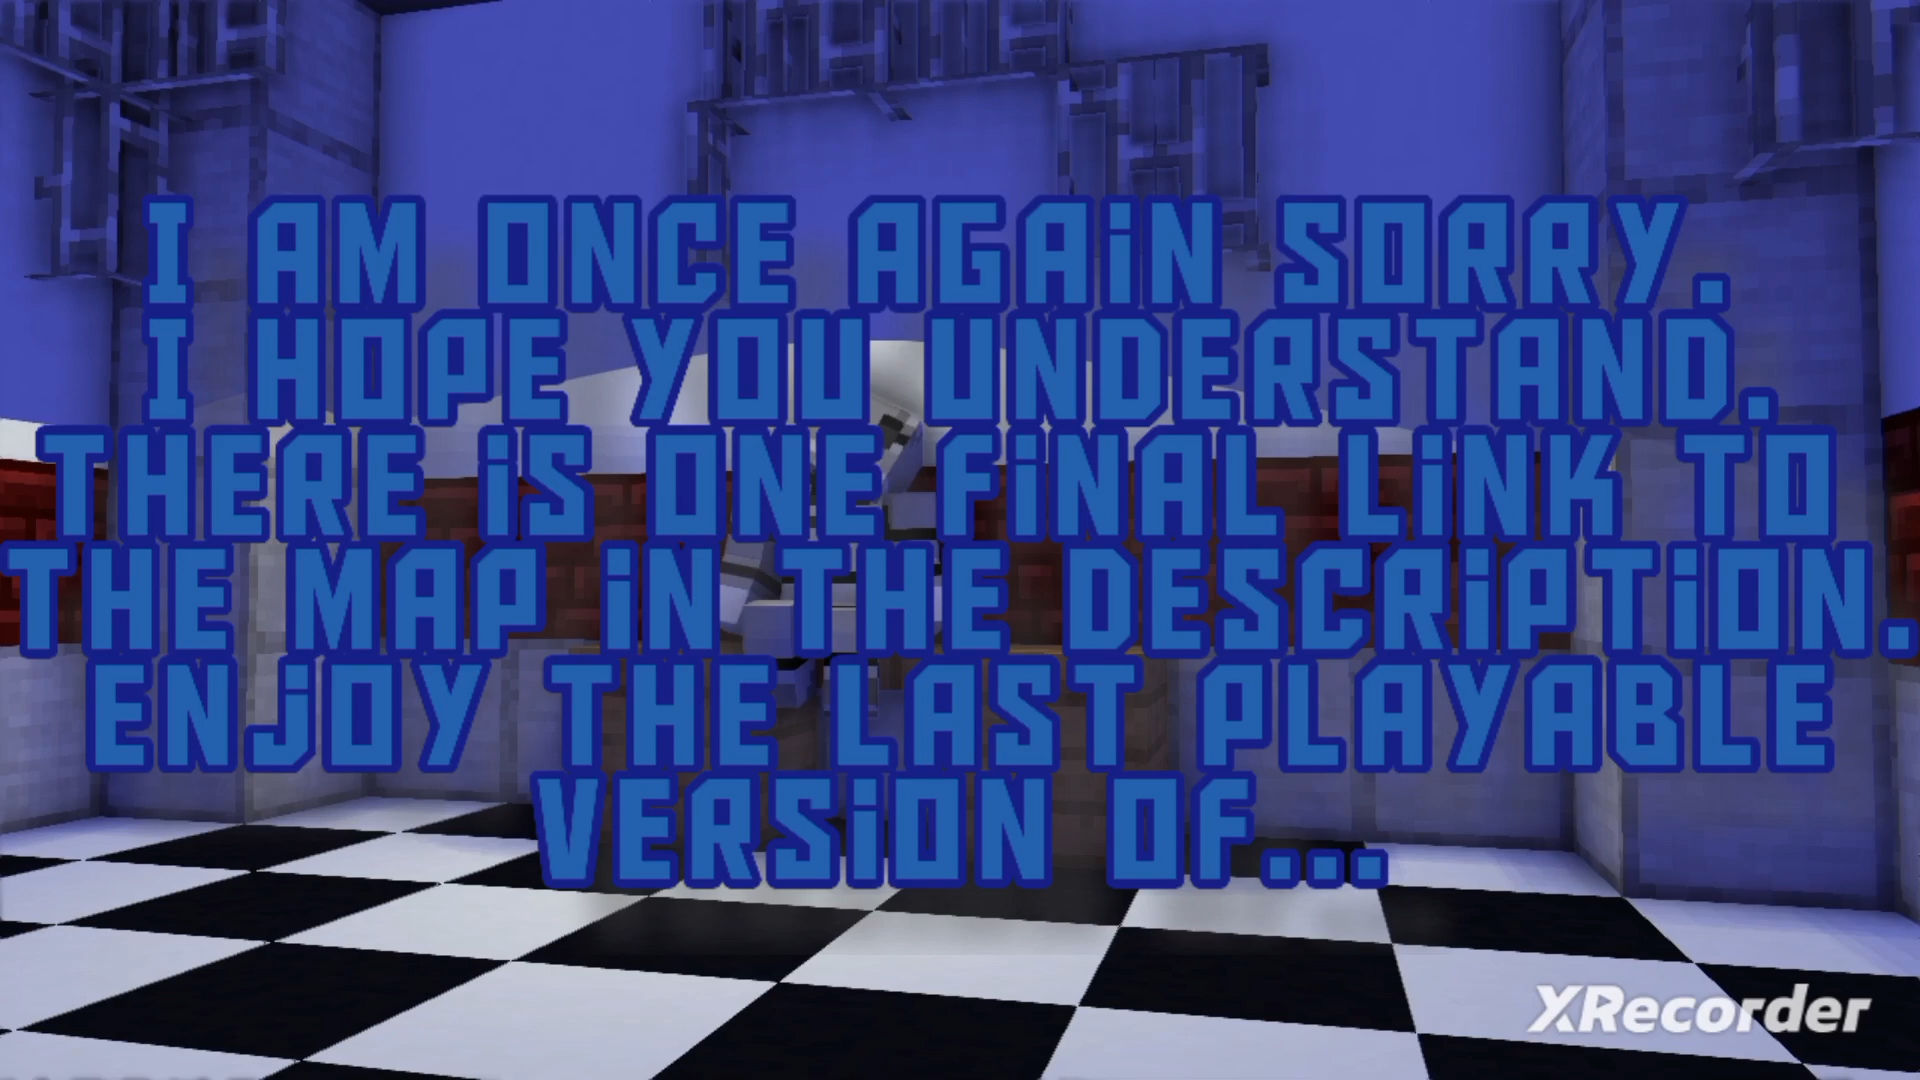 I AM ONCE AGAiN SORRY.
I HOPE YOU UNDERSTAND.
THERE iS ONE FiNAL LiNK TO
THE MAP iN THE DESCRiPTiON.
ENjOY THE LAST PLAYABLE
VERSiON OF...
XRecorder